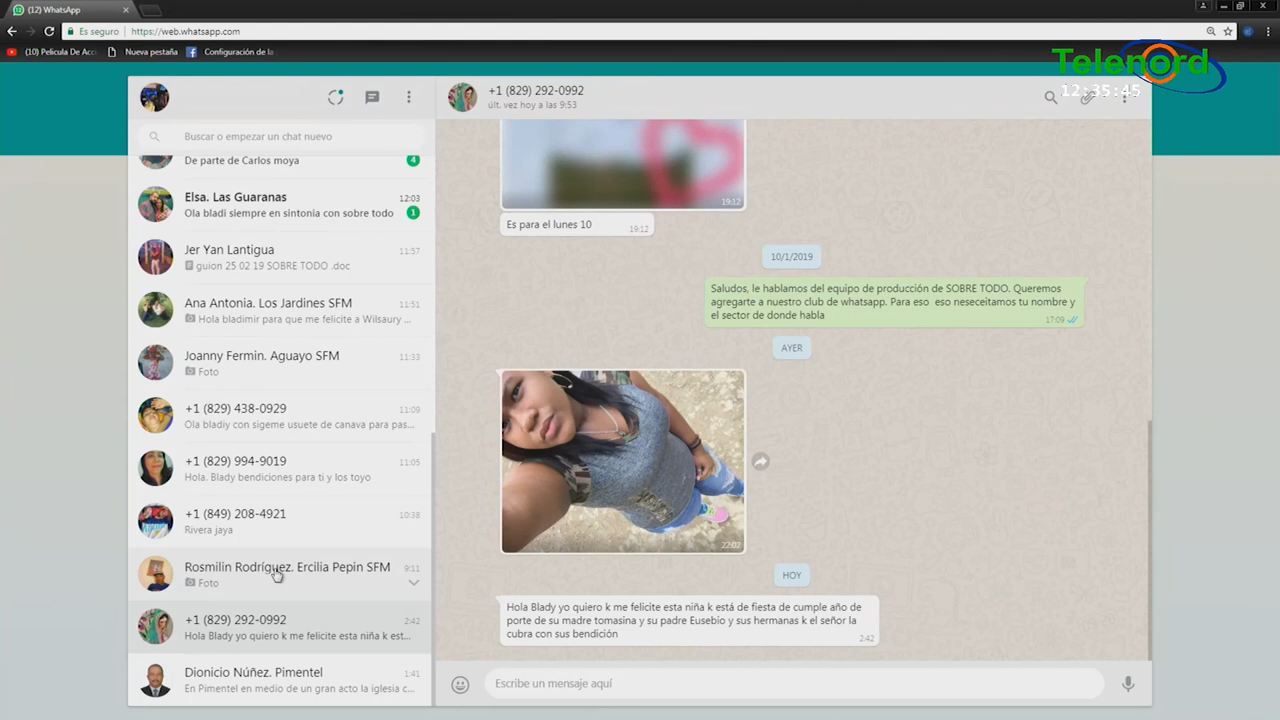 (12) WhatsApp
Es seguro https://web.whatsapp.com
(10) Pelicula De Acc Nueva pestaña Configuración de la
Telenord
12:35:45
+1 (829) 292-0992
últ. vez hoy a las 9:53
Buscar o empezar un chat nuevo
De parte de Carlos moya 4
Elsa. Las Guaranas 12:03
Ola bladi siempre en sintonia con sobre todo 1
Jer Yan Lantigua 11:57
guion 25 02 19 SOBRE TODO .doc
Ana Antonia. Los Jardines SFM 11:51
Hola bladimir para que me felicite a Wilsaury ...
Joanny Fermin. Aguayo SFM 11:33
Foto
+1 (829) 438-0929 11:09
Ola bladiy con sigeme usuete de canava para pas...
+1 (829) 994-9019 11:05
Hola. Blady bendiciones para ti y los toyo
+1 (849) 208-4921 10:38
Rivera jaya
Rosmilin Rodríguez. Ercilia Pepin SFM 9:11
Foto
+1 (829) 292-0992 2:42
Hola Blady yo quiero k me felicite esta niña k est...
Dionicio Núñez. Pimentel 1:41
En Pimentel en medio de un gran acto la iglesia c...
19:12
Es para el lunes 10 19:12
10/1/2019
Saludos, le hablamos del equipo de producción de SOBRE TODO. Queremos
agregarte a nuestro club de whatsapp. Para eso eso neseceitamos tu nombre y
el sector de donde habla 17:09
AYER
22:02
HOY
Hola Blady yo quiero k me felicite esta niña k está de fiesta de cumple año de
porte de su madre tomasina y su padre Eusebio y sus hermanas k el señor la
cubra con sus bendición 2:42
Escribe un mensaje aquí